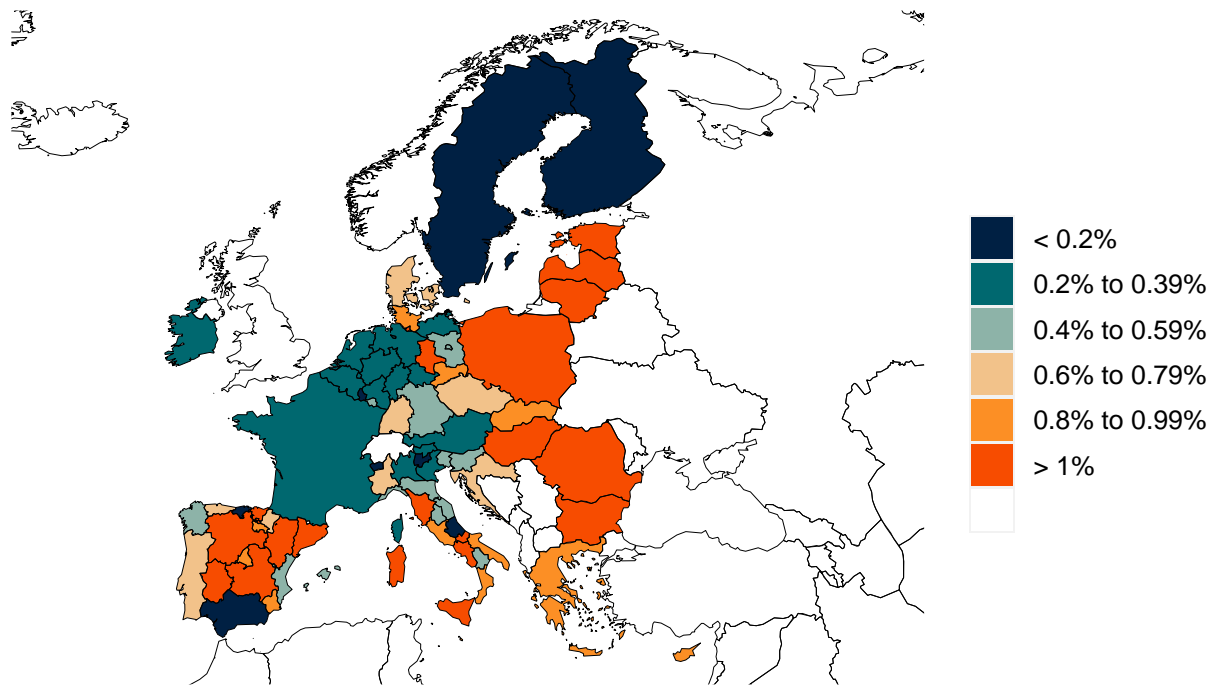 < 0.2%
0.2% to 0.39%
0.4% to 0.59%
0.6% to 0.79%
0.8% to 0.99%
> 1%